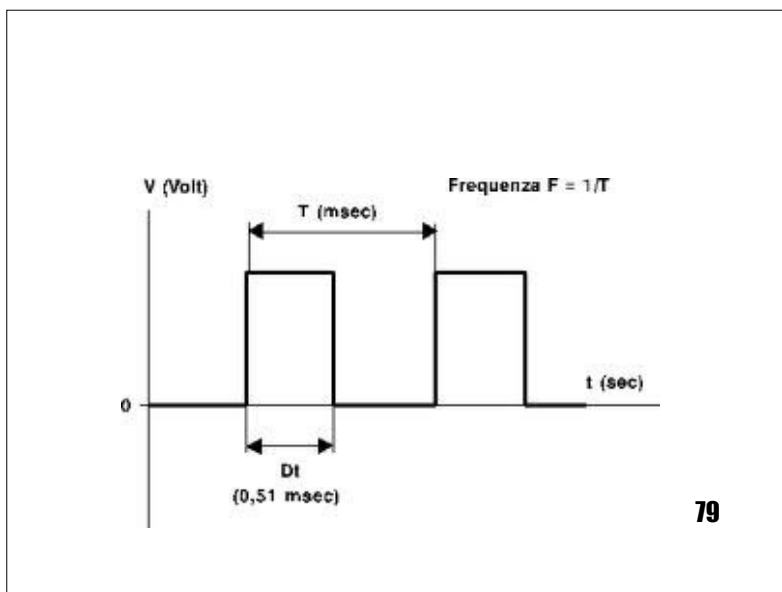 V (Volt)
Frequenza F = 1/T
T (msec)
t (sec)
0
Dt
(0,51 msec)
79